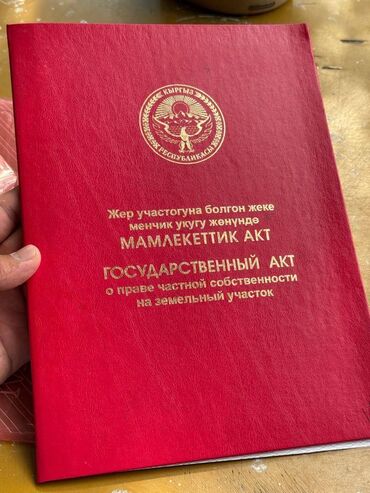 КЫРГЫЗ
РЕСПУБЛИКАСЫ
Жер участогуна болгон жеке
менчик укугу жөнүндө
МАМЛЕКЕТТИК АКТ
ГОСУДАРСТВЕННЫЙ АКТ
о праве частной собственности
на земельный участок